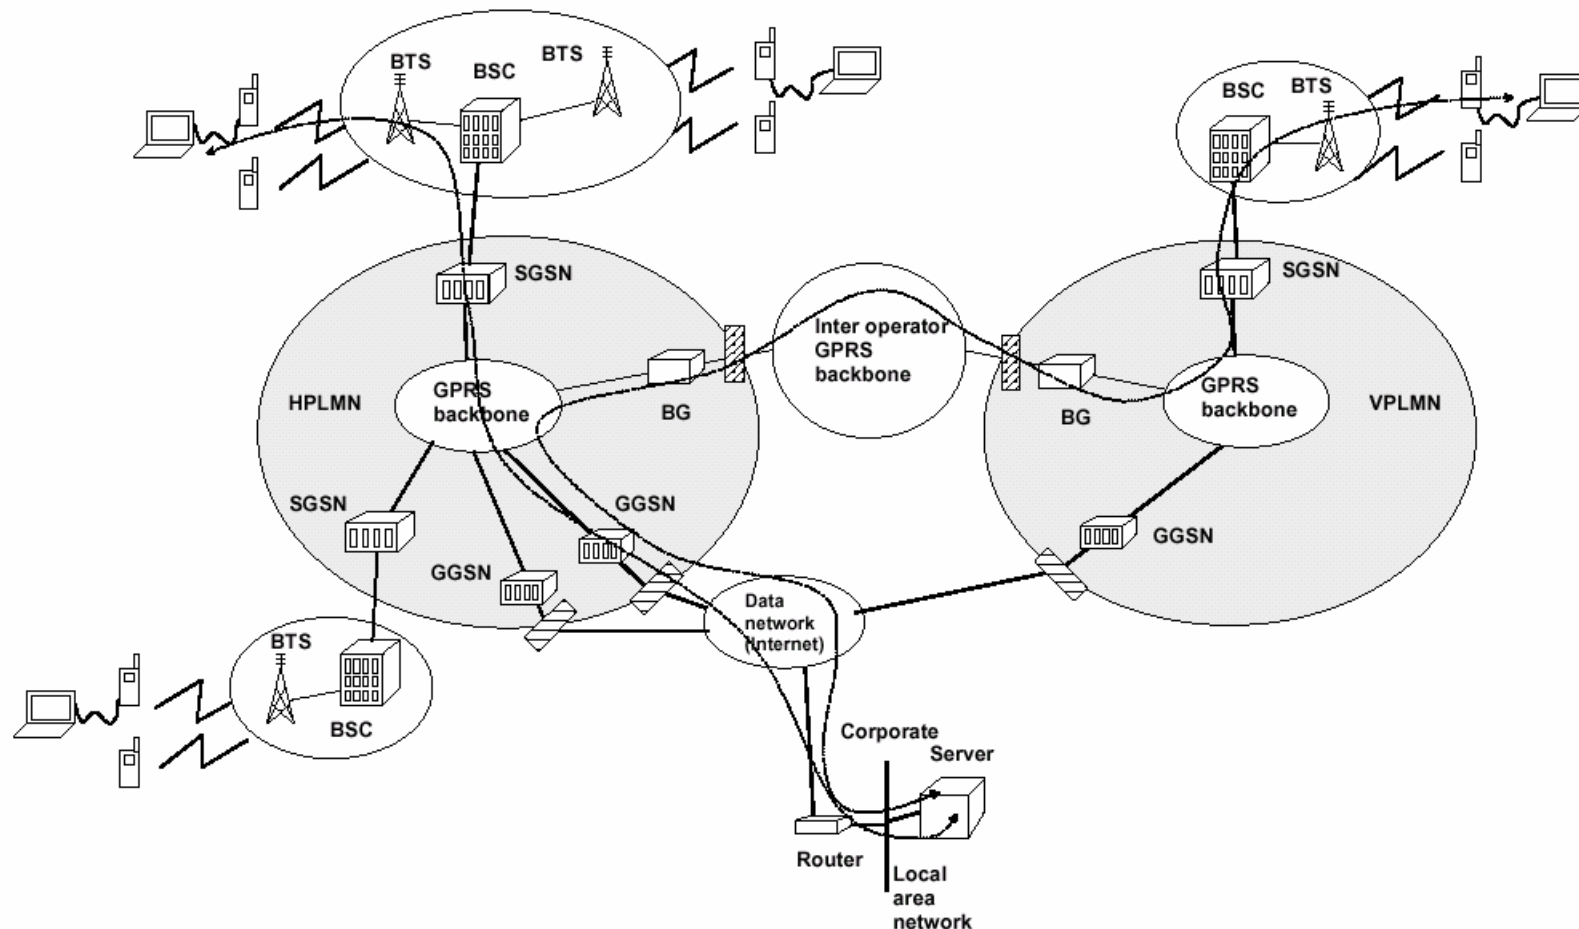 BTS
BSC
BTS
BSC
BTS
SGSN
SGSN
Inter operator
GPRS
backbone
HPLMN
GPRS
backbone
BG
BG
GPRS
backbone
VPLMN
SGSN
GGSN
GGSN
GGSN
Data
network
(Internet)
BTS
BSC
Corporate
Server
Router
Local
area
network